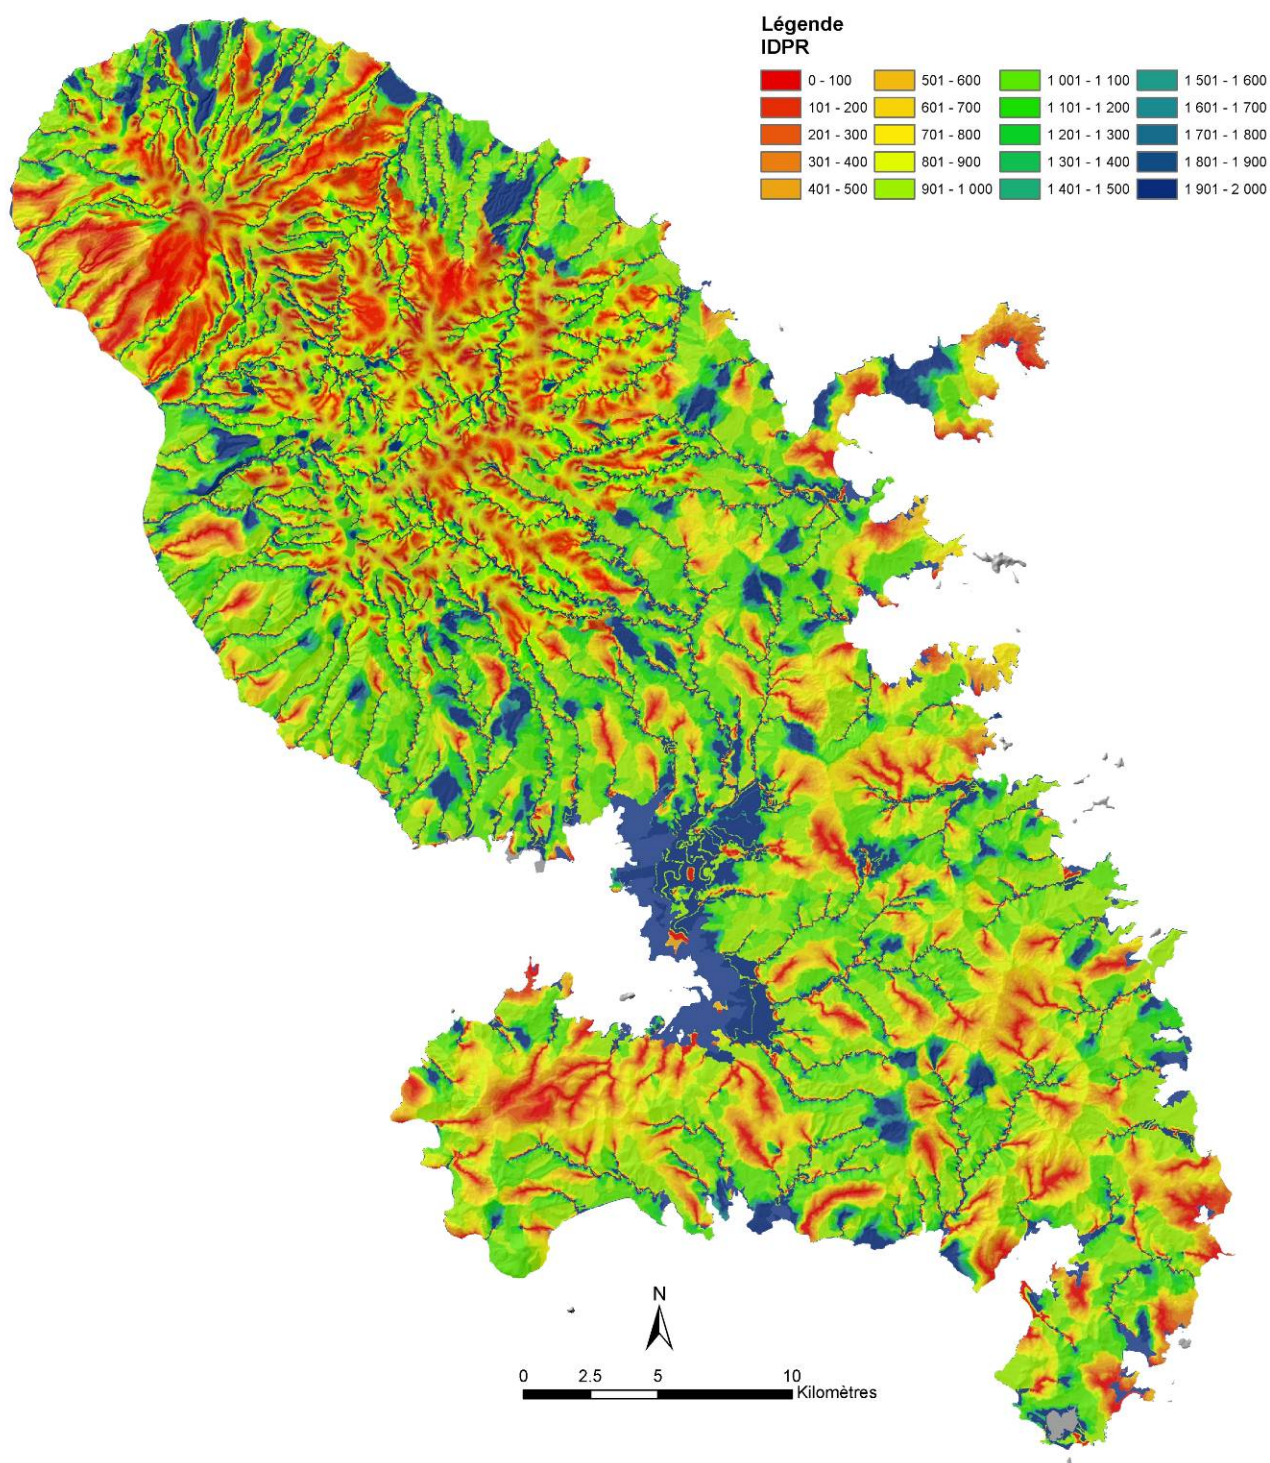 Légende
IDPR
0 - 100
101 - 200
201 - 300
301 - 400
401 - 500
501 - 600
601 - 700
701 - 800
801 - 900
901 - 1 000
1 001 - 1 100
1 101 - 1 200
1 201 - 1 300
1 301 - 1 400
1 401 - 1 500
1 501 - 1 600
1 601 - 1 700
1 701 - 1 800
1 801 - 1 900
1 901 - 2 000
N
0 2.5 5 10
Kilomètres